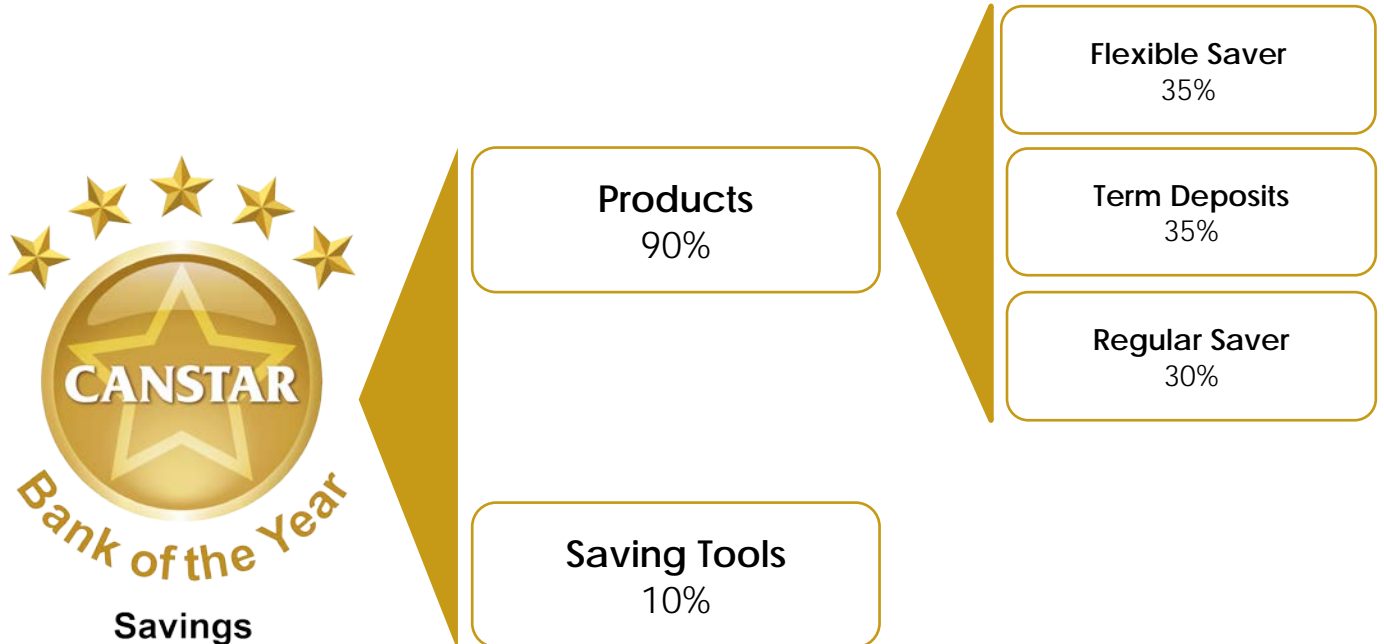 CANSTAR
Bank of the Year
Savings
Products
90%
Saving Tools
10%
Flexible Saver
35%
Term Deposits
35%
Regular Saver
30%